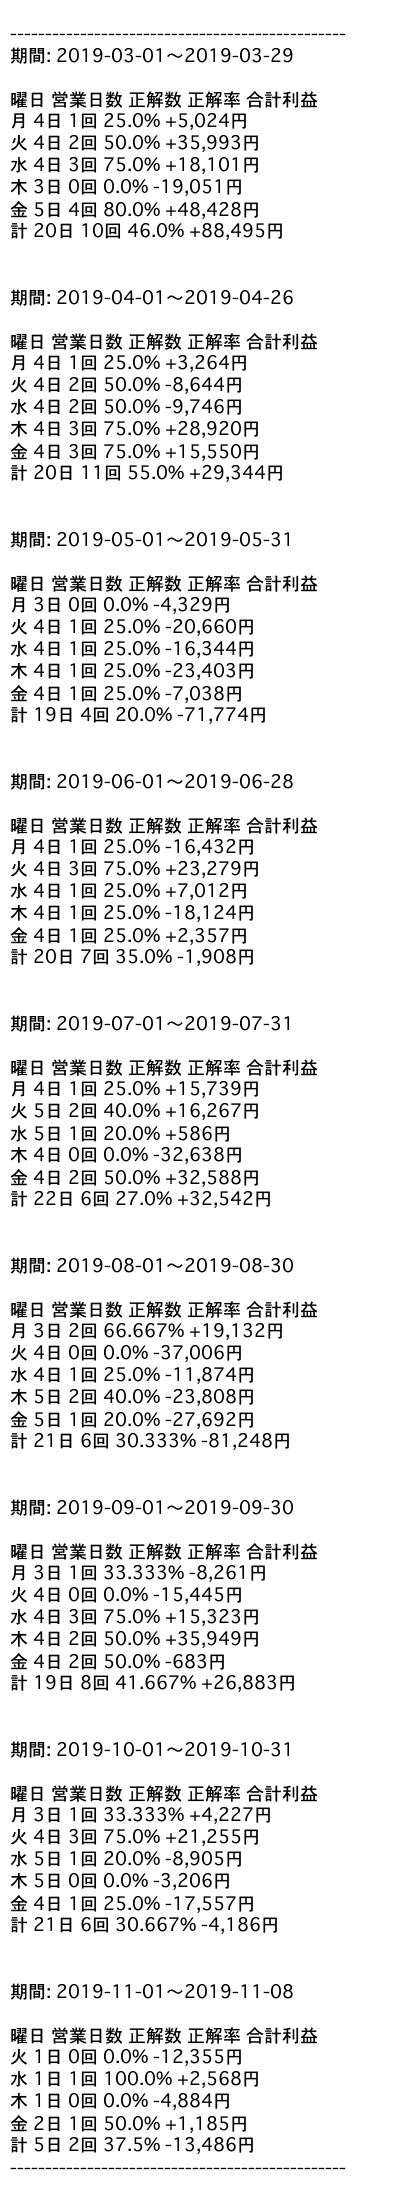 ------------------------------------------------
期間: 2019-03-01〜2019-03-29
曜日 営業日数 正解数 正解率 合計利益
月 4日 1回 25.0% +5,024円
火 4日 2回 50.0% +35,993円
水 4日 3回 75.0% +18,101円
木 3日 0回 0.0% -19,051円
金 5日 4回 80.0% +48,428円
計 20日 10回 46.0% +88,495円
期間: 2019-04-01〜2019-04-26
曜日 営業日数 正解数 正解率 合計利益
月 4日 1回 25.0% +3,264円
火 4日 2回 50.0% -8,644円
水 4日 2回 50.0% -9,746円
木 4日 3回 75.0% +28,920円
金 4日 3回 75.0% +15,550円
計 20日 11回 55.0% +29,344円
期間: 2019-05-01〜2019-05-31
曜日 営業日数 正解数 正解率 合計利益
月 3日 0回 0.0% -4,329円
火 4日 1回 25.0% -20,660円
水 4日 1回 25.0% -16,344円
木 4日 1回 25.0% -23,403円
金 4日 1回 25.0% -7,038円
計 19日 4回 20.0% -71,774円
期間: 2019-06-01〜2019-06-28
曜日 営業日数 正解数 正解率 合計利益
月 4日 1回 25.0% -16,432円
火 4日 3回 75.0% +23,279円
水 4日 1回 25.0% +7,012円
木 4日 1回 25.0% -18,124円
金 4日 1回 25.0% +2,357円
計 20日 7回 35.0% -1,908円
期間: 2019-07-01〜2019-07-31
曜日 営業日数 正解数 正解率 合計利益
月 4日 1回 25.0% +15,739円
火 5日 2回 40.0% +16,267円
水 5日 1回 20.0% +586円
木 4日 0回 0.0% -32,638円
金 4日 2回 50.0% +32,588円
計 22日 6回 27.0% +32,542円
期間: 2019-08-01〜2019-08-30
曜日 営業日数 正解数 正解率 合計利益
月 3日 2回 66.667% +19,132円
火 4日 0回 0.0% -37,006円
水 4日 1回 25.0% -11,874円
木 5日 2回 40.0% -23,808円
金 5日 1回 20.0% -27,692円
計 21日 6回 30.333% -81,248円
期間: 2019-09-01〜2019-09-30
曜日 営業日数 正解数 正解率 合計利益
月 3日 1回 33.333% -8,261円
火 4日 0回 0.0% -15,445円
水 4日 3回 75.0% +15,323円
木 4日 2回 50.0% +35,949円
金 4日 2回 50.0% -683円
計 19日 8回 41.667% +26,883円
期間: 2019-10-01〜2019-10-31
曜日 営業日数 正解数 正解率 合計利益
月 3日 1回 33.333% +4,227円
火 4日 3回 75.0% +21,255円
水 5日 1回 20.0% -8,905円
木 5日 0回 0.0% -3,206円
金 4日 1回 25.0% -17,557円
計 21日 6回 30.667% -4,186円
期間: 2019-11-01〜2019-11-08
曜日 営業日数 正解数 正解率 合計利益
火 1日 0回 0.0% -12,355円
水 1日 1回 100.0% +2,568円
木 1日 0回 0.0% -4,884円
金 2日 1回 50.0% +1,185円
計 5日 2回 37.5% -13,486円
------------------------------------------------